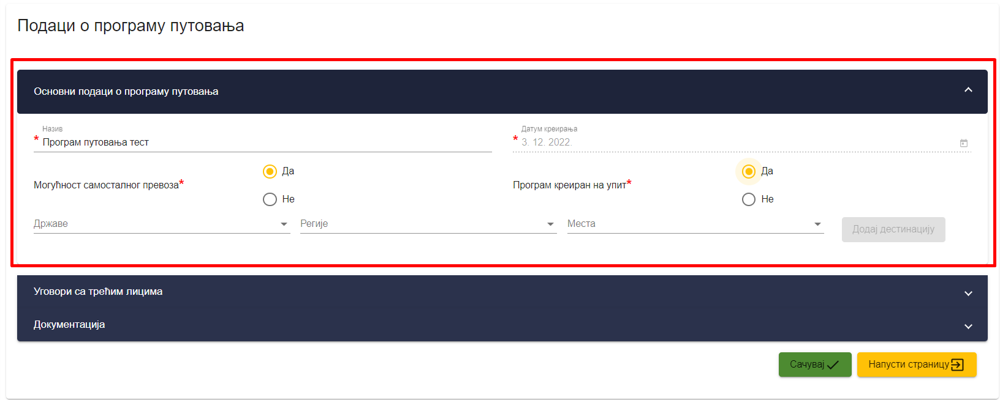 Подаци о програму путовања
Основни подаци о програму путовања
Назив
* Програм путовања тест
Датум креирања
* 3. 12. 2022.
Могућност самосталног превоза*
Да
Не
Програм креиран на упит*
Да
Не
Државе
Регије
Места
Додај дестинацију
Уговори са трећим лицима
Документација
Сачувај
Напусти страницу